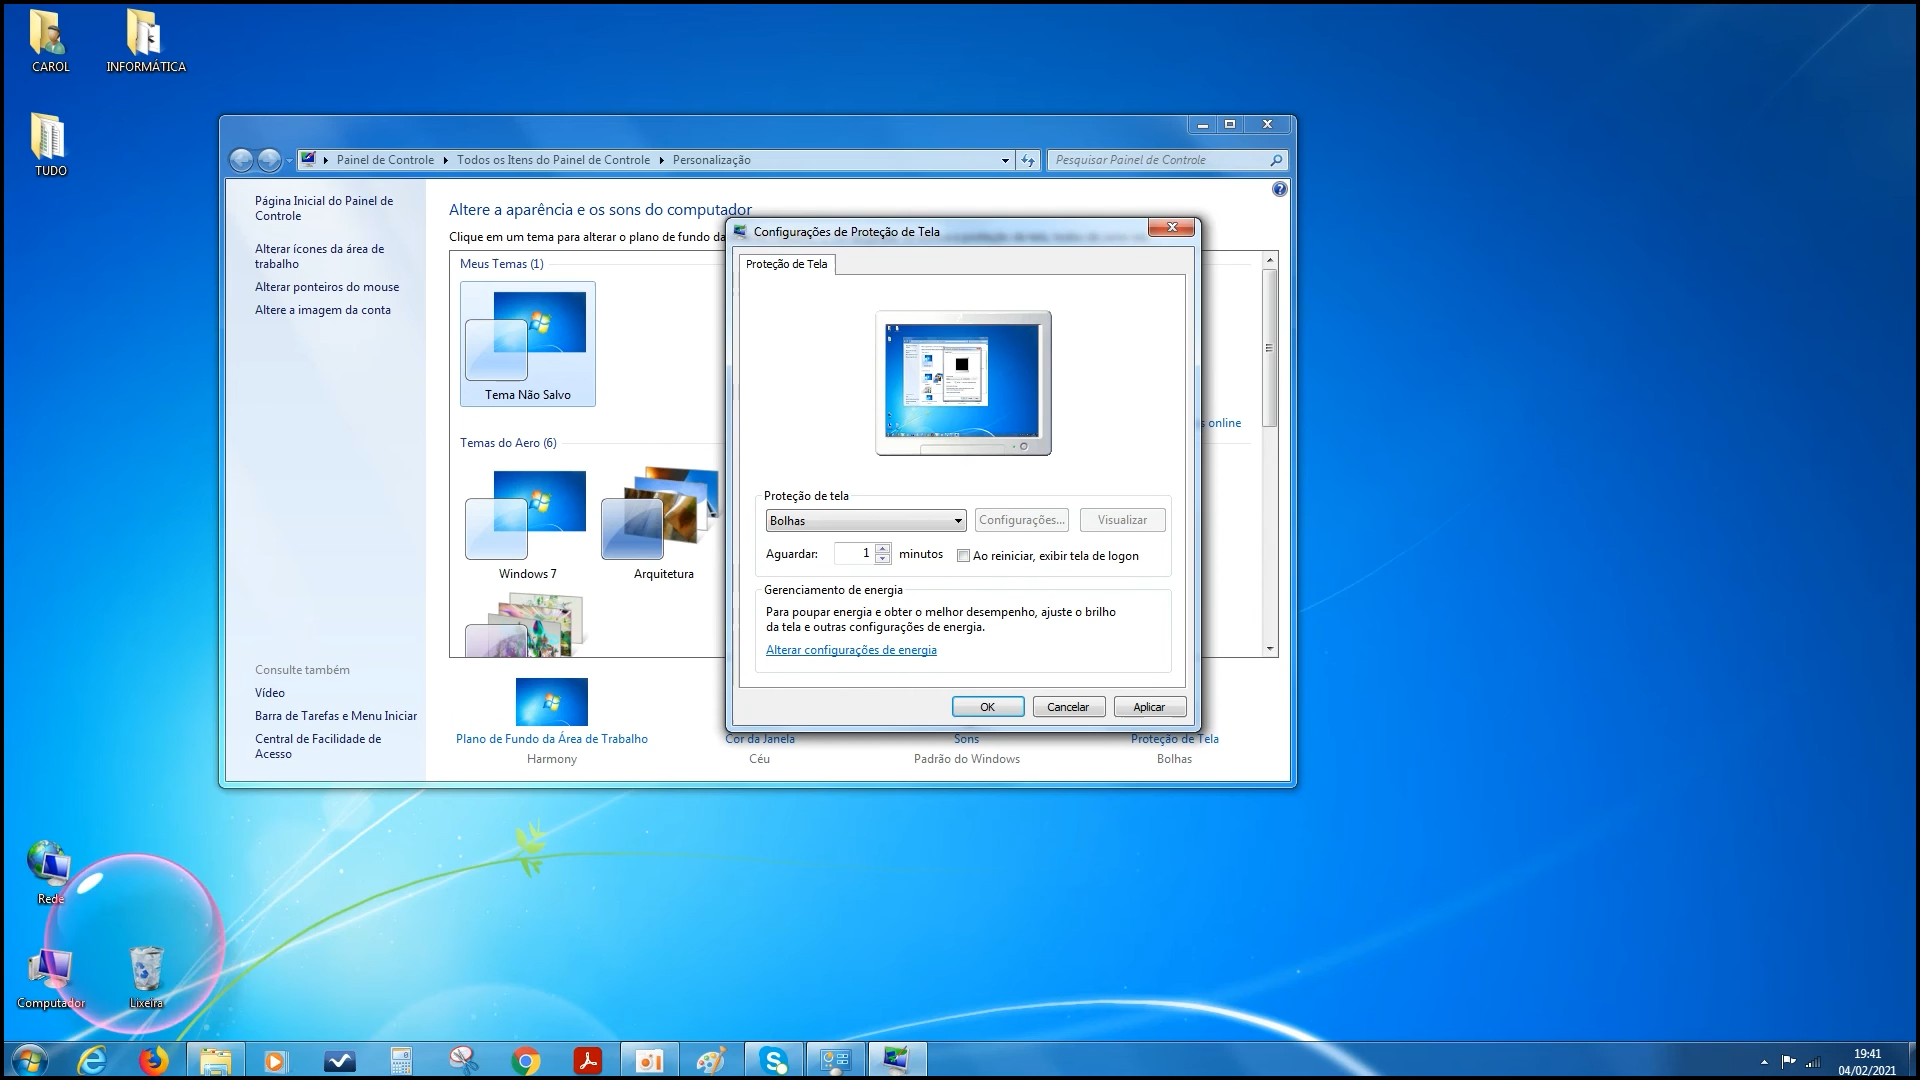 CAROL
INFORMÁTICA
TUDO
Painel de Controle
Todos os Itens do Painel de Controle
Personalização
Pesquisar Painel de Controle
Página Inicial do Painel de
Controle
Alterar ícones da área de
trabalho
Alterar ponteiros do mouse
Altere a imagem da conta
Consulte também
Vídeo
Barra de Tarefas e Menu Iniciar
Central de Facilidade de
Acesso
Altere a aparência e os sons do computador
Clique em um tema para alterar o plano de fundo da
Meus Temas (1)
Tema Não Salvo
s online
Temas do Aero (6)
Windows 7
Arquitetura
Plano de Fundo da Área de Trabalho
Harmony
Cor da Janela
Céu
Sons
Padrão do Windows
Proteção de Tela
Bolhas
Configurações de Proteção de Tela
Proteção de Tela
Proteção de tela
Bolhas
Configurações...
Visualizar
Aguardar:
1
minutos
Ao reiniciar, exibir tela de logon
Gerenciamento de energia
Para poupar energia e obter o melhor desempenho, ajuste o brilho
da tela e outras configurações de energia.
Alterar configurações de energia
OK
Cancelar
Aplicar
Rede
Computador
Lixeira
19:41
04/02/2021